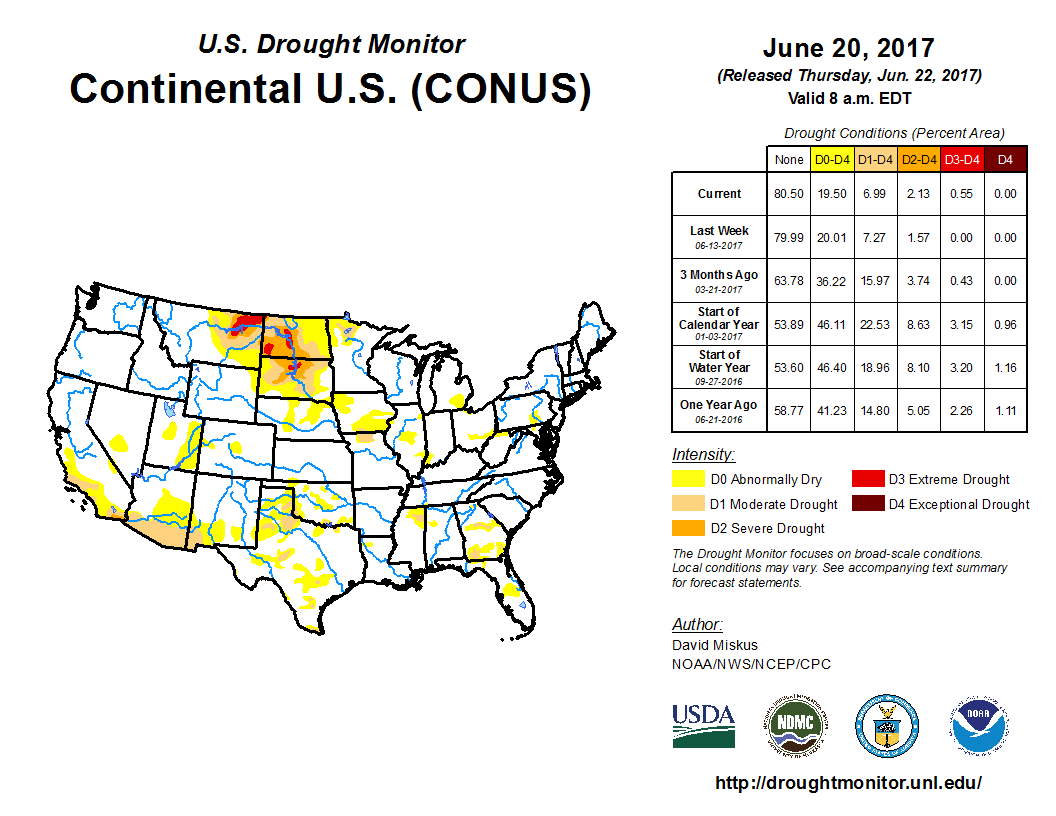 U.S. Drought Monitor
Continental U.S. (CONUS)
June 20, 2017
(Released Thursday, Jun. 22, 2017)
Valid 8 a.m. EDT
Drought Conditions (Percent Area)
None D0-D4 D1-D4 D2-D4 D3-D4 D4
Current 80.50 19.50 6.99 2.13 0.55 0.00
Last Week
06-13-2017
79.99 20.01 7.27 1.57 0.00 0.00
3 Months Ago
03-21-2017
63.78 36.22 15.97 3.74 0.43 0.00
Start of
Calendar Year
01-03-2017
53.89 46.11 22.53 8.63 3.15 0.96
Start of
Water Year
09-27-2016
53.60 46.40 18.96 8.10 3.20 1.16
One Year Ago
06-21-2016
58.77 41.23 14.80 5.05 2.26 1.11
Intensity:
D0 Abnormally Dry
D1 Moderate Drought
D2 Severe Drought
D3 Extreme Drought
D4 Exceptional Drought
The Drought Monitor focuses on broad-scale conditions.
Local conditions may vary. See accompanying text summary
for forecast statements.
Author:
David Miskus
NOAA/NWS/NCEP/CPC
USDA
NDMC
NOAA
http://droughtmonitor.unl.edu/